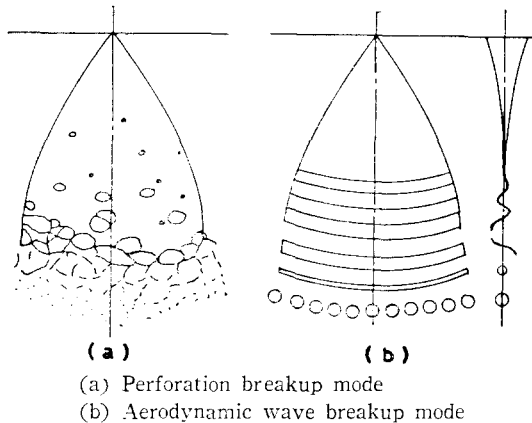 (a) (b)
(a) Perforation breakup mode
(b) Aerodynamic wave breakup mode